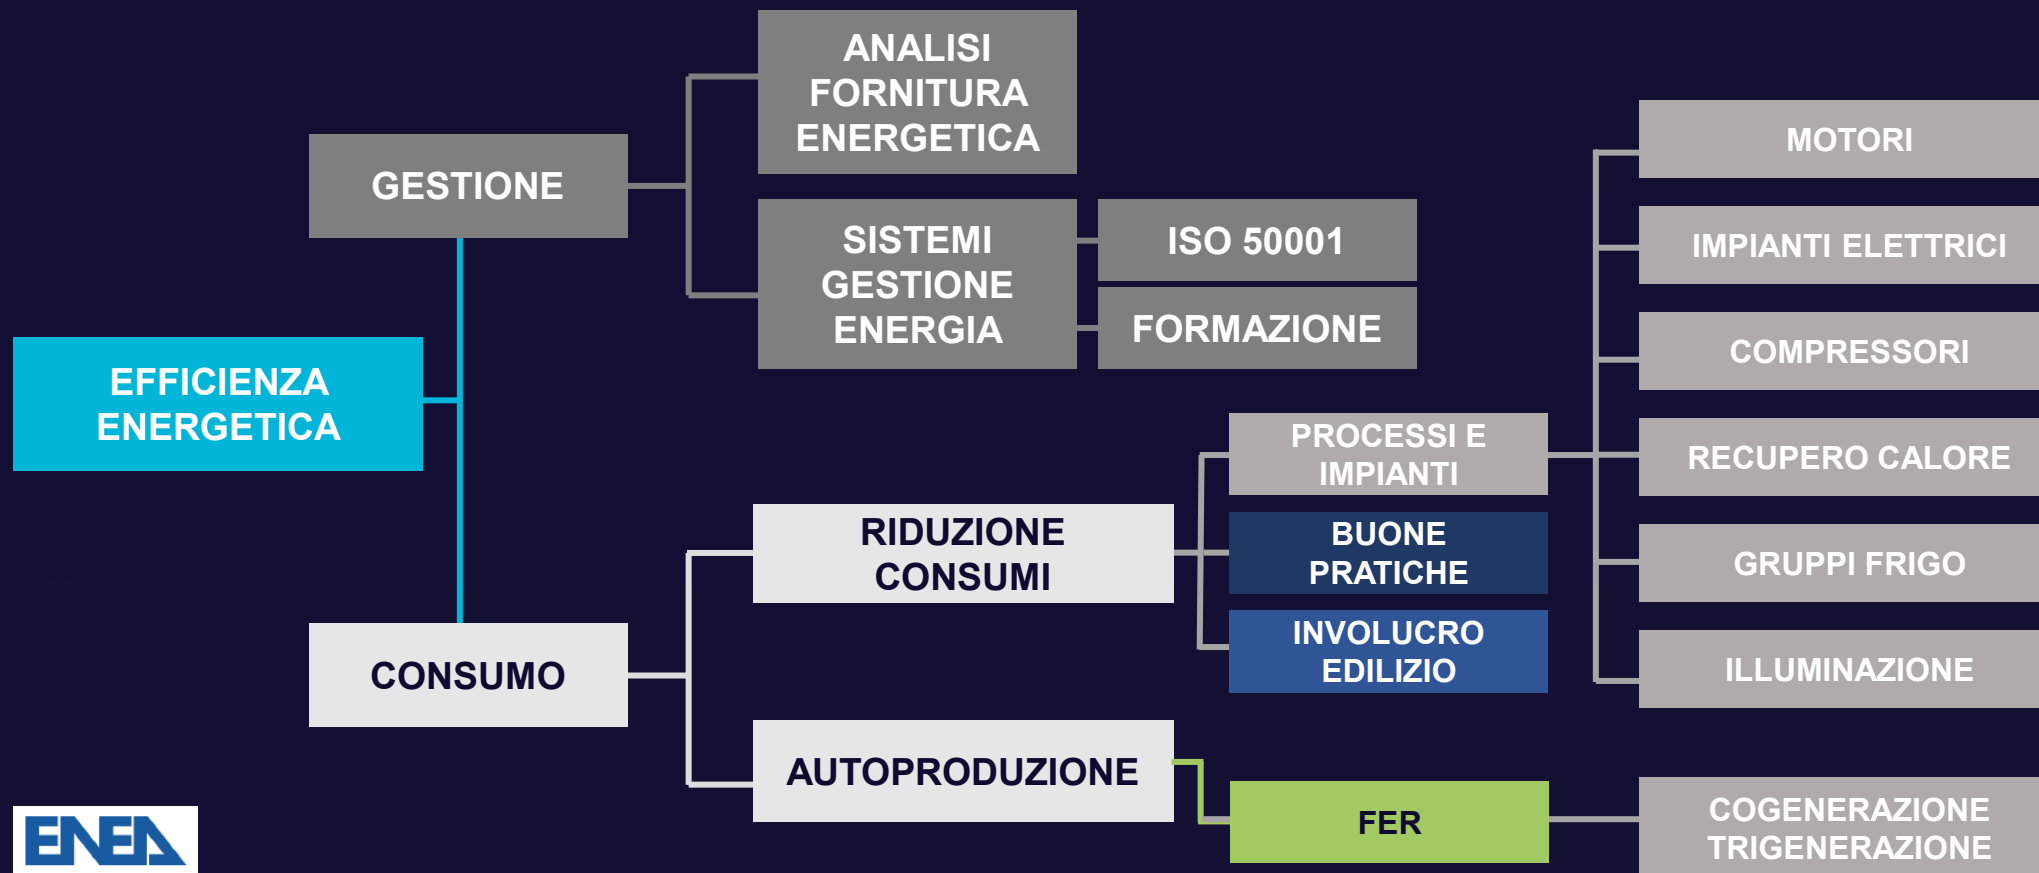 ANALISI
FORNITURA
ENERGETICA
GESTIONE
SISTEMI
GESTIONE
ENERGIA
ISO 50001
FORMAZIONE
EFFICIENZA
ENERGETICA
CONSUMO
RIDUZIONE
CONSUMI
AUTOPRODUZIONE
PROCESSI E
IMPIANTI
BUONE
PRATICHE
INVOLUCRO
EDILIZIO
FER
MOTORI
IMPIANTI ELETTRICI
COMPRESSORI
RECUPERO CALORE
GRUPPI FRIGO
ILLUMINAZIONE
COGENERAZIONE
TRIGENERAZIONE
ENEA